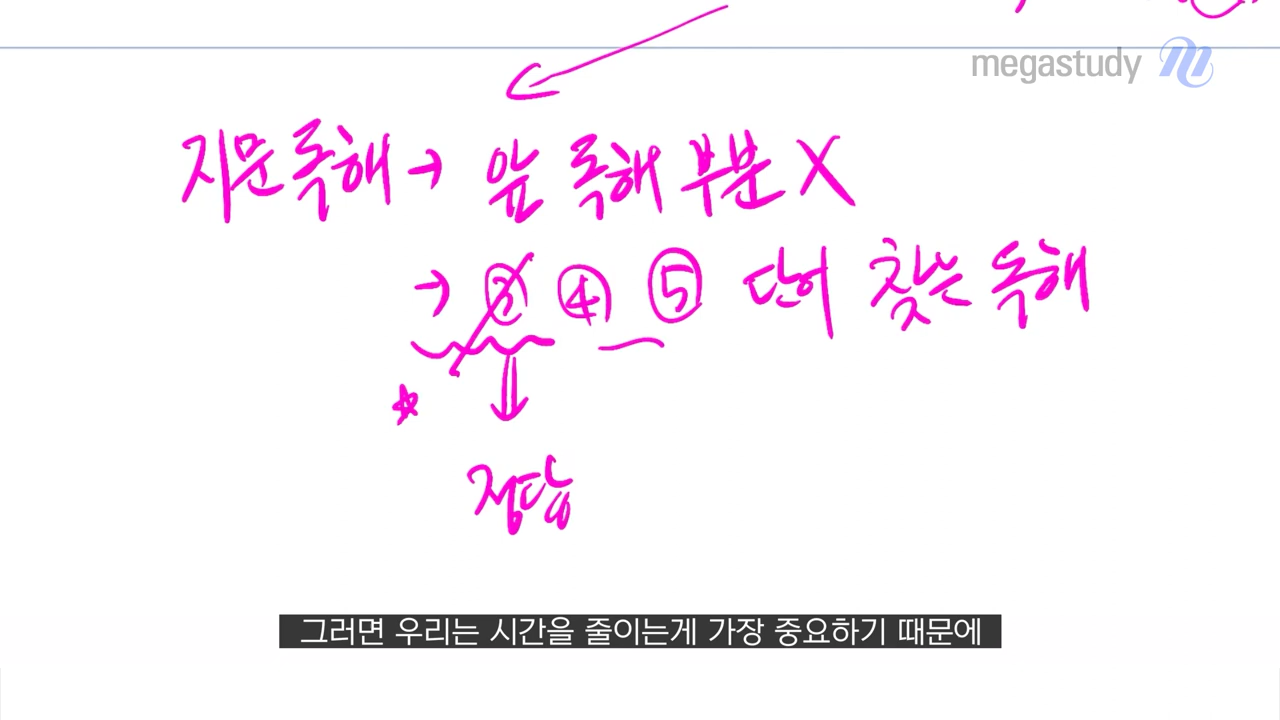 megastudy
지문독해 → 앞 독해 부분 X
→ ③ ④ ⑤ 단어 찾는 독해
정답
그러면 우리는 시간을 줄이는게 가장 중요하기 때문에